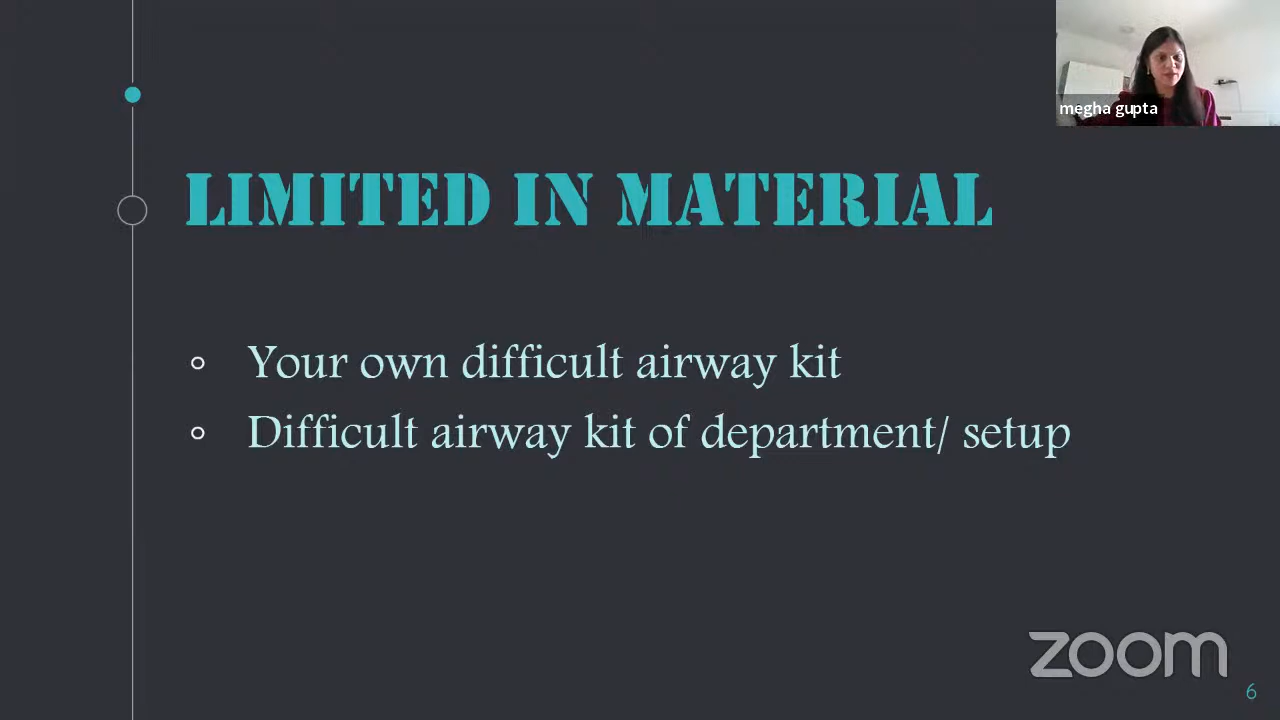 megha gupta
LIMITED IN MATERIAL
Your own difficult airway kit
Difficult airway kit of department/ setup
zoom
6